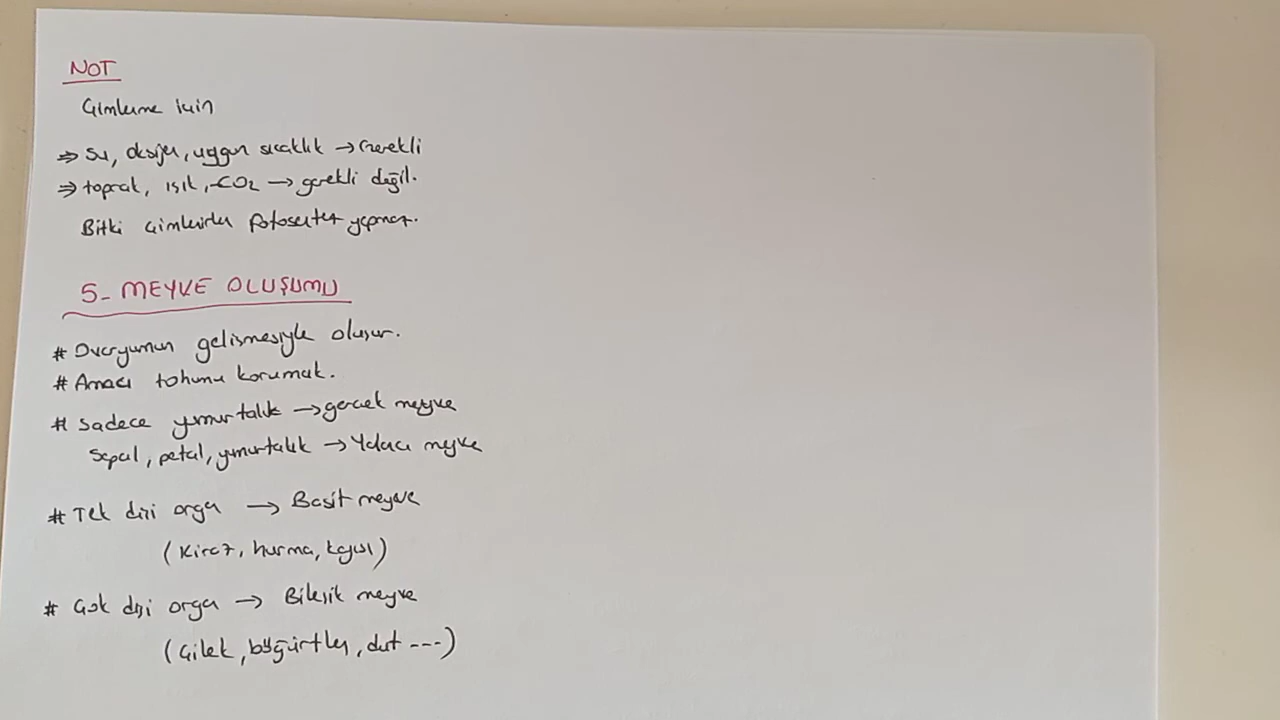 NOT
Çimlenme için
⇒ Su, oksijen, uygun sıcaklık → Gerekli
⇒ toprak, ışık, CO₂ → gerekli değil.
Bitki çimlenirken fotosentez yapmaz.
5- MEYVE OLUŞUMU
# Ovaryumun gelişmesiyle oluşur.
# Amacı tohumu korumak.
# Sadece yumurtalık → gerçek meyve
Sepal, petal, yumurtalık → Yalancı meyve
# Tek dişi organ → Basit meyve
(Kiraz, hurma, kayısı)
# Çok dişi organ → Bileşik meyve
(Çilek, böğürtlen, dut ---)